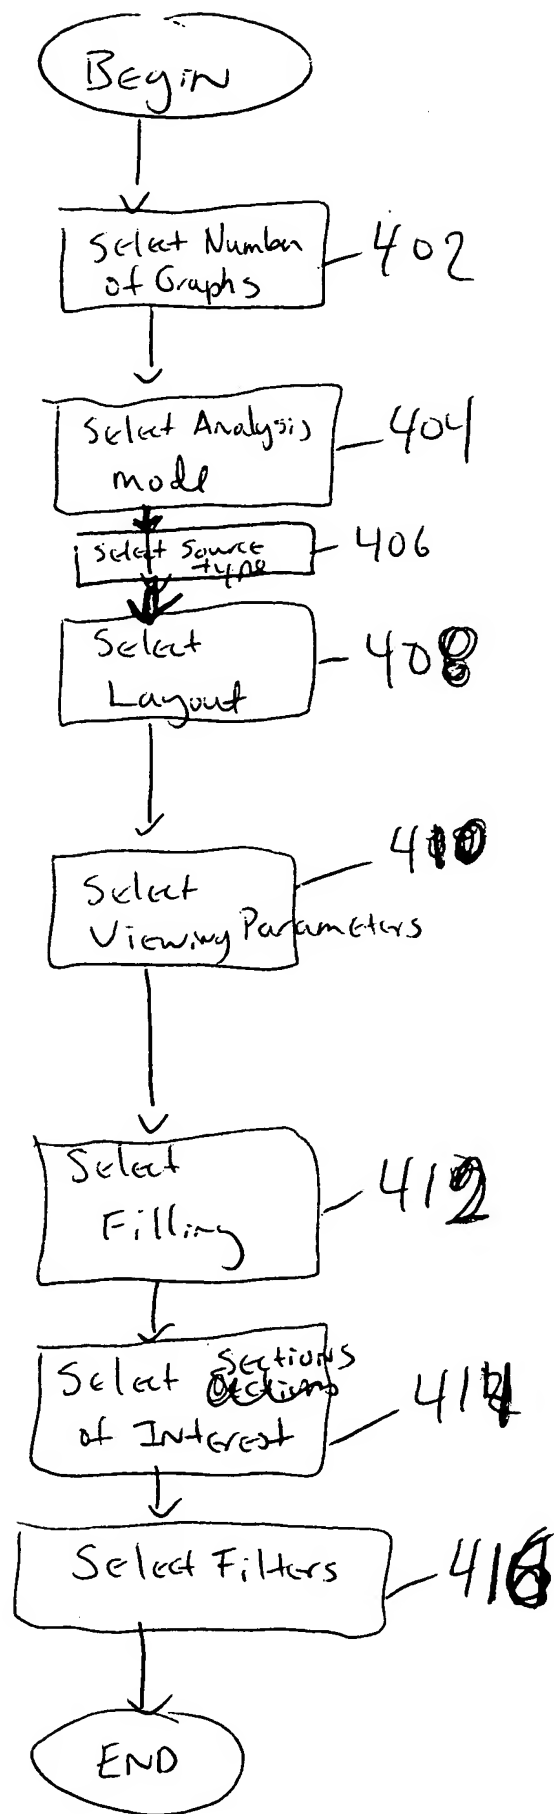 Begin
Select Number
of Graphs
402
Select Analysis
mode
404
Select Source
type
406
Select
Layout
408
Select
Viewing Parameters
410
Select
Filling
412
Select Sections
of Interest
414
Select Filters
416
END